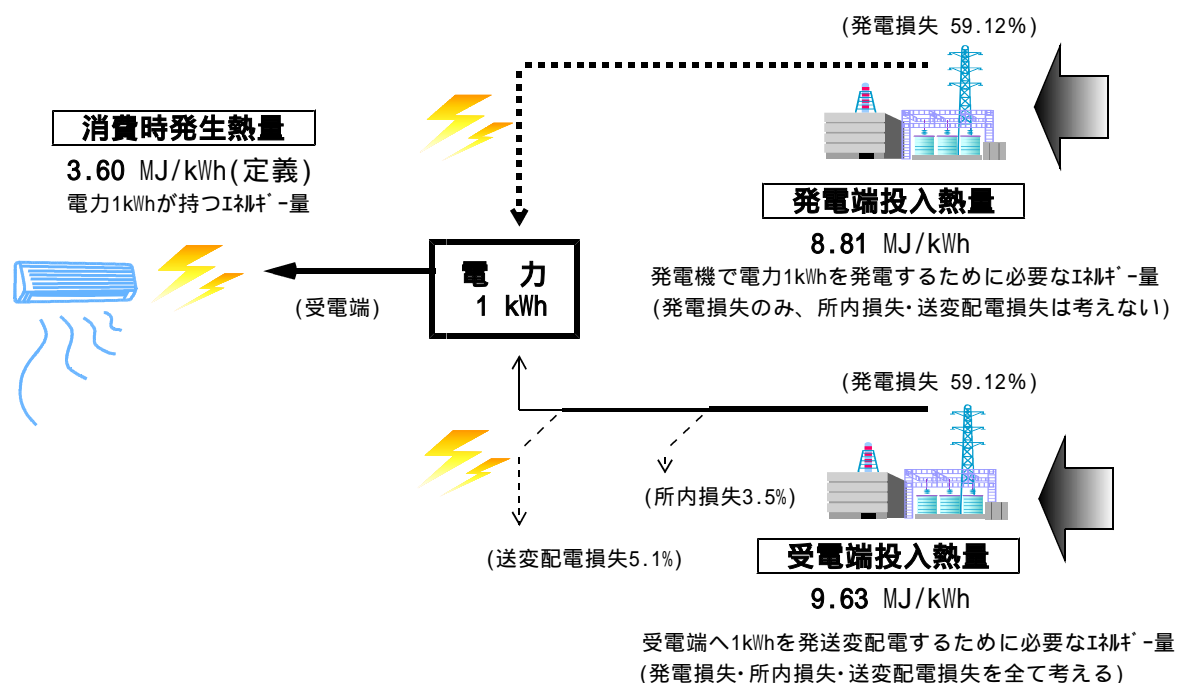 (発電損失 59.12%)
消費時発生熱量
3.60 MJ/kWh(定義)
電力1kWhが持つｴﾈﾙｷﾞｰ量
発電端投入熱量
8.81 MJ/kWh
発電機で電力1kWhを発電するために必要なｴﾈﾙｷﾞｰ量
(発電損失のみ、所内損失･送変配電損失は考えない)
電 力
1 kWh
(受電端)
(発電損失 59.12%)
(所内損失3.5%)
(送変配電損失5.1%)
受電端投入熱量
9.63 MJ/kWh
受電端へ1kWhを発送変配電するために必要なｴﾈﾙｷﾞｰ量
(発電損失･所内損失･送変配電損失を全て考える)